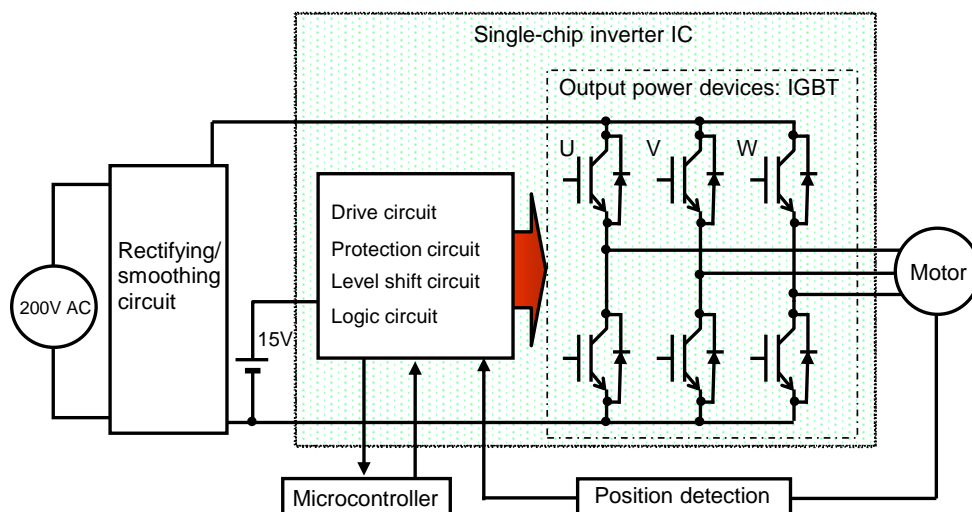 Single-chip inverter IC
Output power devices: IGBT
U
V
W
Drive circuit
Protection circuit
Level shift circuit
Logic circuit
Rectifying/
smoothing
circuit
200V AC
15V
Motor
Microcontroller
Position detection